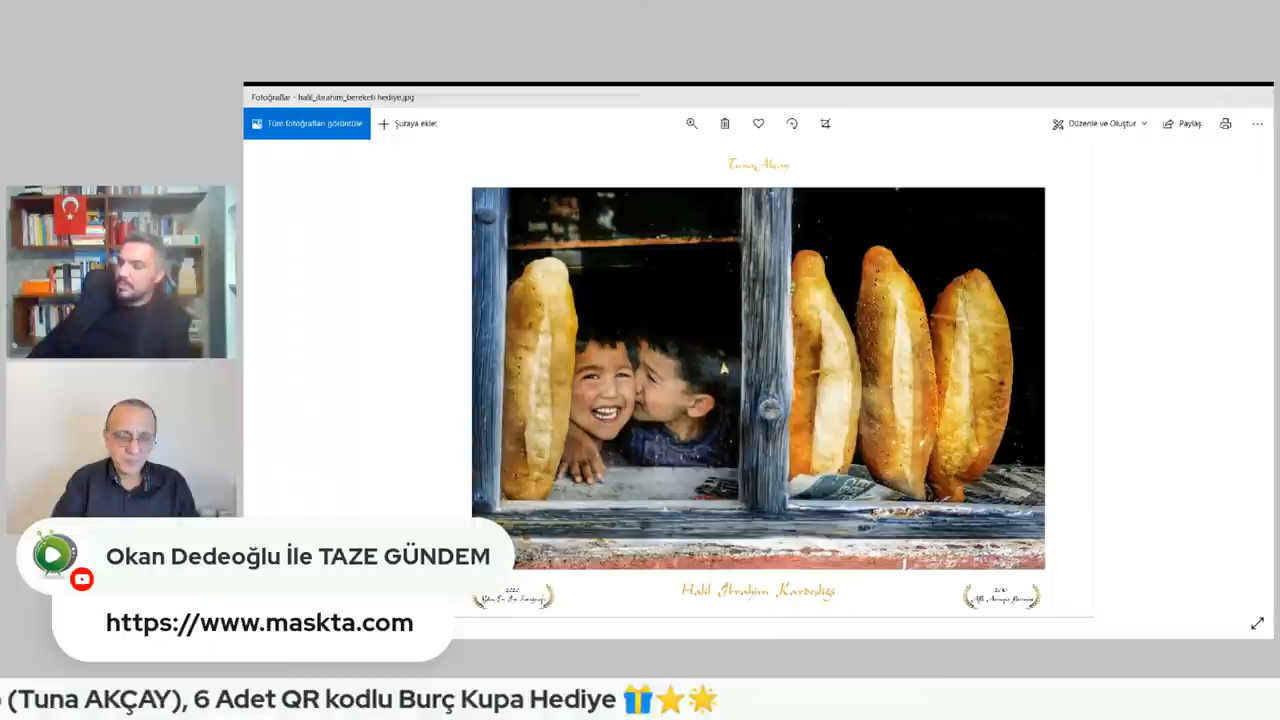 Fotoğraflar - halil_ibrahim_bereketi hediye.jpg
Tüm fotoğrafları görüntüle
Şuraya ekle:
Düzenle ve Oluştur
Paylaş
Tuna Akçay
Halil İbrahim Kardeşliği
2020
Okan Dedeoğlu İle TAZE GÜNDEM
https://www.maskta.com
(Tuna AKÇAY), 6 Adet QR kodlu Burç Kupa Hediye 🎁⭐🌟